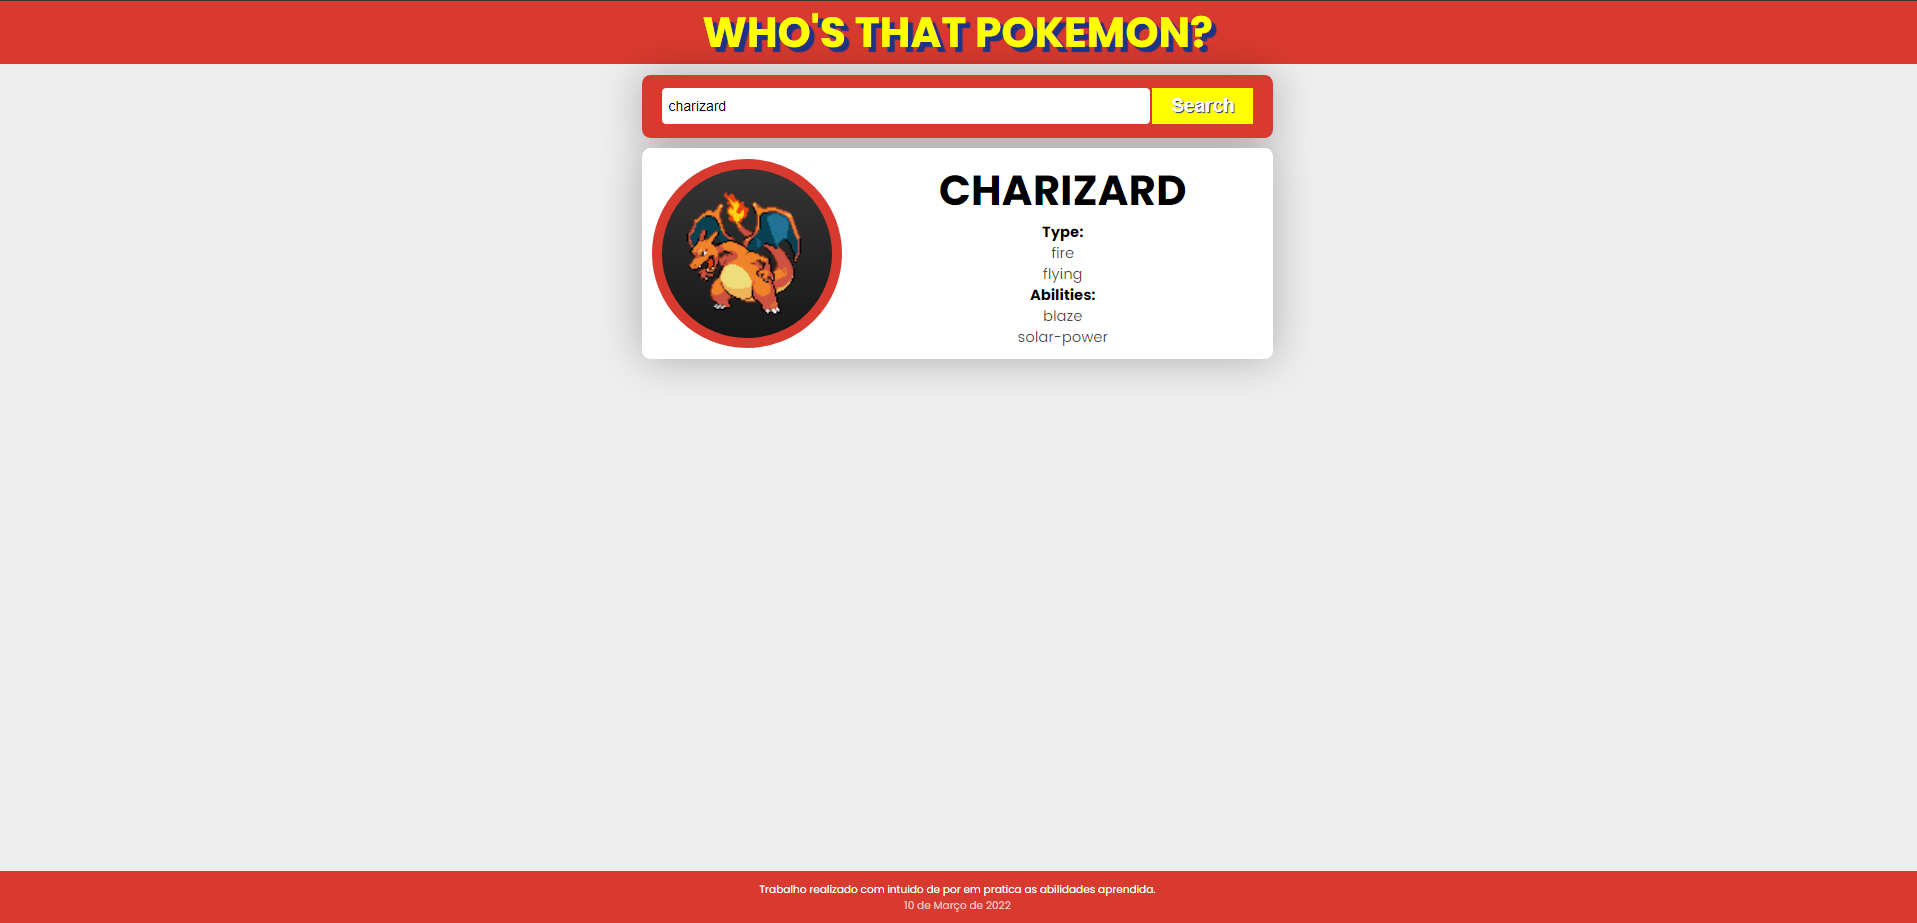 WHO'S THAT POKEMON?
charizard
Search
CHARIZARD
Type:
fire
flying
Abilities:
blaze
solar-power
Trabalho realizado com intuido de por em pratica as abilidades aprendida.
10 de Março de 2022